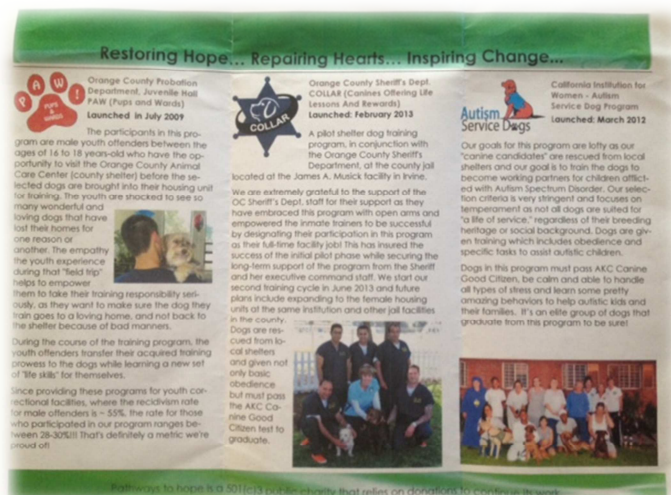 Restoring Hope... Repairing Hearts... Inspiring Change...
PAW!
PUPS & WARDS
Orange County Probation
Department, Juvenile Hall
PAW (Pups and Wards)
Launched in July 2009
The participants in this pro-
gram are male youth offenders between the
ages of 16 to 18 years-old who have the op-
portunity to visit the Orange County Animal
Care Center (county shelter) before the se-
lected dogs are brought into their housing unit
for training. The youth are shocked to see so
many wonderful and
loving dogs that have
lost their homes for
one reason or
another. The empathy
the youth experience
during that "field trip"
helps to empower
them to take their training responsibility seri-
ously, as they want to make sure the dog they
train goes to a loving home, and not back to
the shelter because of bad manners.
During the course of the training program, the
youth offenders transfer their acquired training
prowess to the dogs while learning a new set
of "life skills" for themselves.
Since providing these programs for youth cor-
rectional facilities, where the recidivism rate
for male offenders is ~ 55%, the rate for those
who participated in our program ranges be-
tween 28-30%!!! That's definitely a metric we're
proud of!
COLLAR
Orange County Sheriff's Dept.
COLLAR (Canines Offering Life
Lessons And Rewards)
Launched: February 2013
A pilot shelter dog training
program, in conjunction with
the Orange County Sheriff's
Department, at the county jail
located at the James A. Musick facility in Irvine.
We are extremely grateful to the support of the
OC Sheriff's Dept. staff for their support as they
have embraced this program with open arms and
empowered the inmate trainers to be successful
by designating their participation in this program
as their full-time facility job! This has insured the
success of the initial pilot phase while securing the
long-term support of the program from the Sheriff
and her executive command staff. We start our
second training cycle in June 2013 and future
plans include expanding to the female housing
units of the same institution and other jail facilities
in the county.
Dogs are res-
cued from lo-
cal shelters
and given not
only basic
obedience
but must pass
the AKC Ca-
nine Good
Citizen test to
graduate.
Autism
Service Dogs
California Institution for
Women - Autism
Service Dog Program
Launched: March 2012
Our goals for this program are lofty as our
"canine candidates" are rescued from local
shelters and our goal is to train the dogs to
become working partners for children afflict-
ed with Autism Spectrum Disorder. Our selec-
tion criteria is very stringent and focuses on
temperament as not all dogs are suited for
"a life of service," regardless of their breeding
heritage or social background. Dogs are giv-
en training which includes obedience and
specific tasks to assist autistic children.
Dogs in this program must pass AKC Canine
Good Citizen, be calm and able to handle
all types of stress and learn some pretty
amazing behaviors to help autistic kids and
their families. It's an elite group of dogs that
graduate from this program to be sure!
Pathways to hope is a 501(c)3 public charity that relies on donations to continue its work